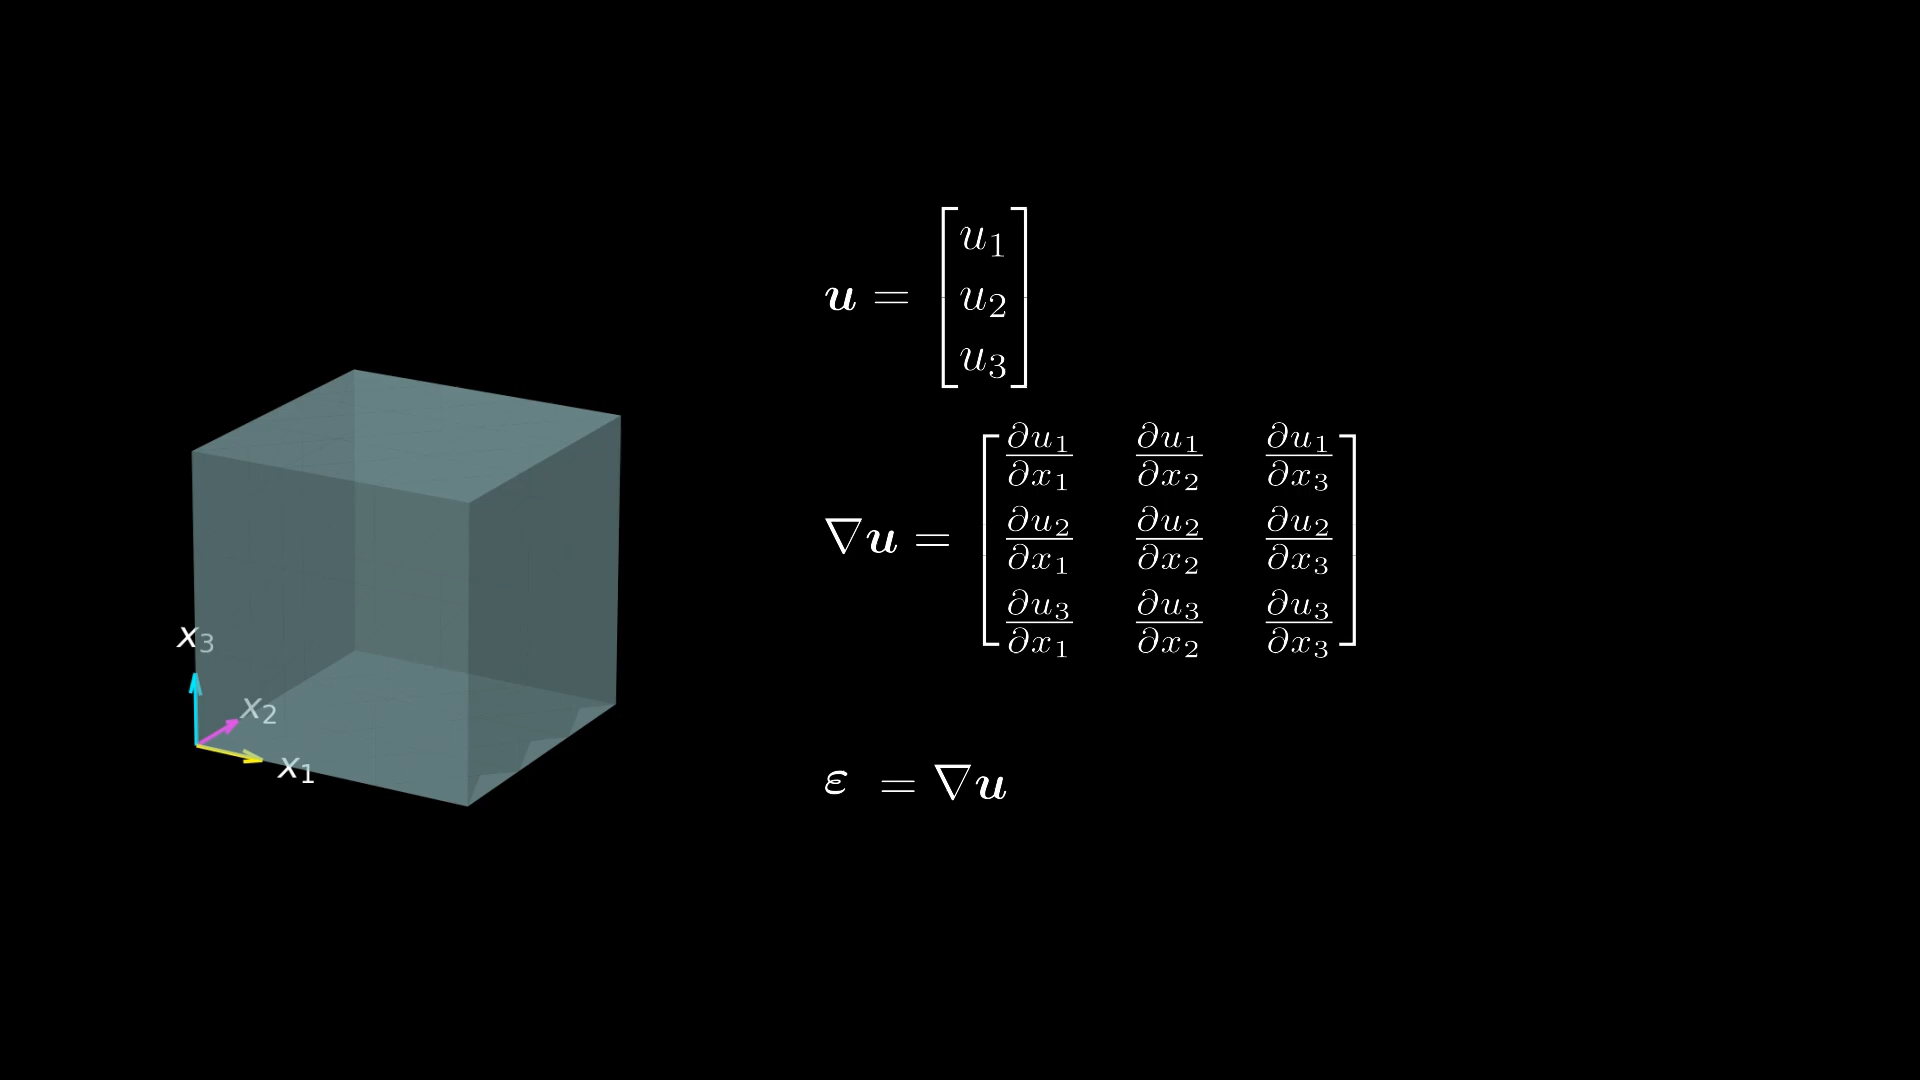 u = [u₁
u₂
u₃]
∇u = [∂u₁/∂x₁ ∂u₁/∂x₂ ∂u₁/∂x₃
∂u₂/∂x₁ ∂u₂/∂x₂ ∂u₂/∂x₃
∂u₃/∂x₁ ∂u₃/∂x₂ ∂u₃/∂x₃]
x₃
x₂
x₁
ε = ∇u